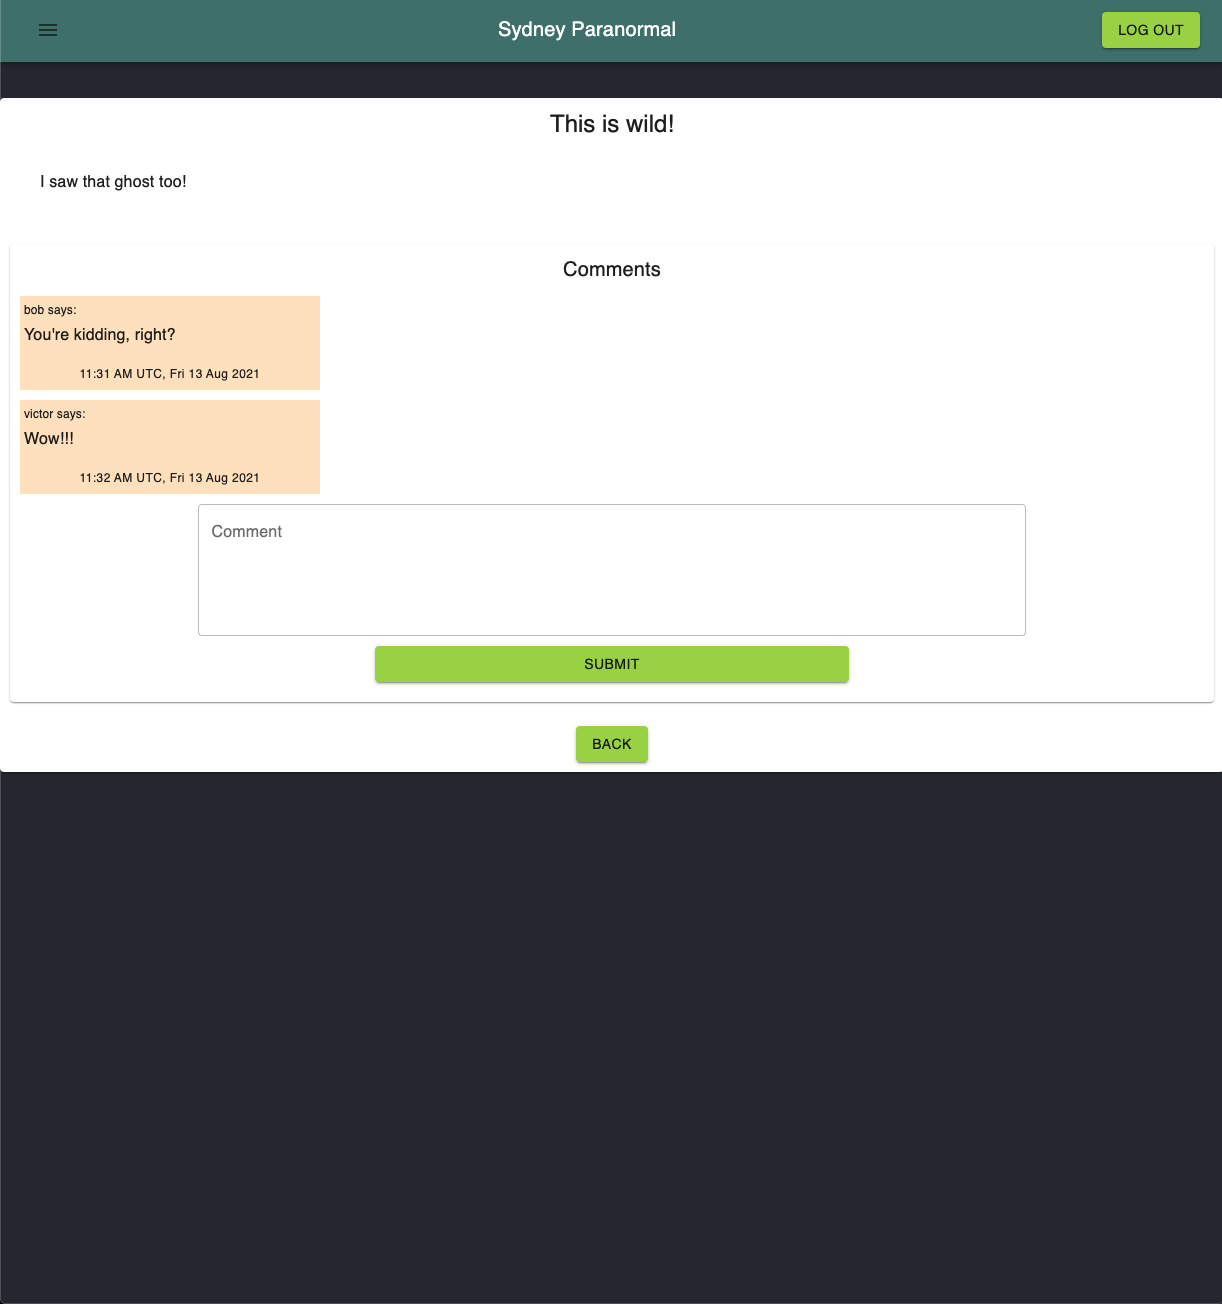 Sydney Paranormal
LOG OUT
This is wild!
I saw that ghost too!
Comments
bob says:
You're kidding, right?
11:31 AM UTC, Fri 13 Aug 2021
victor says:
Wow!!!
11:32 AM UTC, Fri 13 Aug 2021
Comment
SUBMIT
BACK